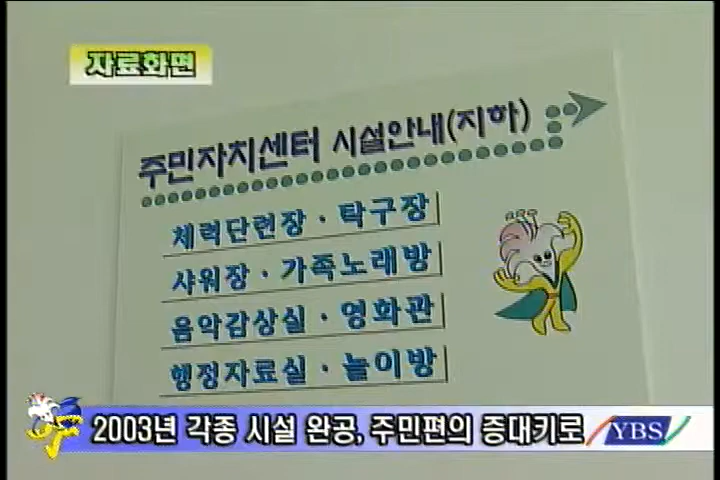 자료화면
주민자치센터 시설안내(지하)
체력단련장 · 탁구장
샤워장 · 가족노래방
음악감상실 · 영화관
행정자료실 · 놀이방
2003년 각종 시설 완공, 주민편의 증대키로
YBS